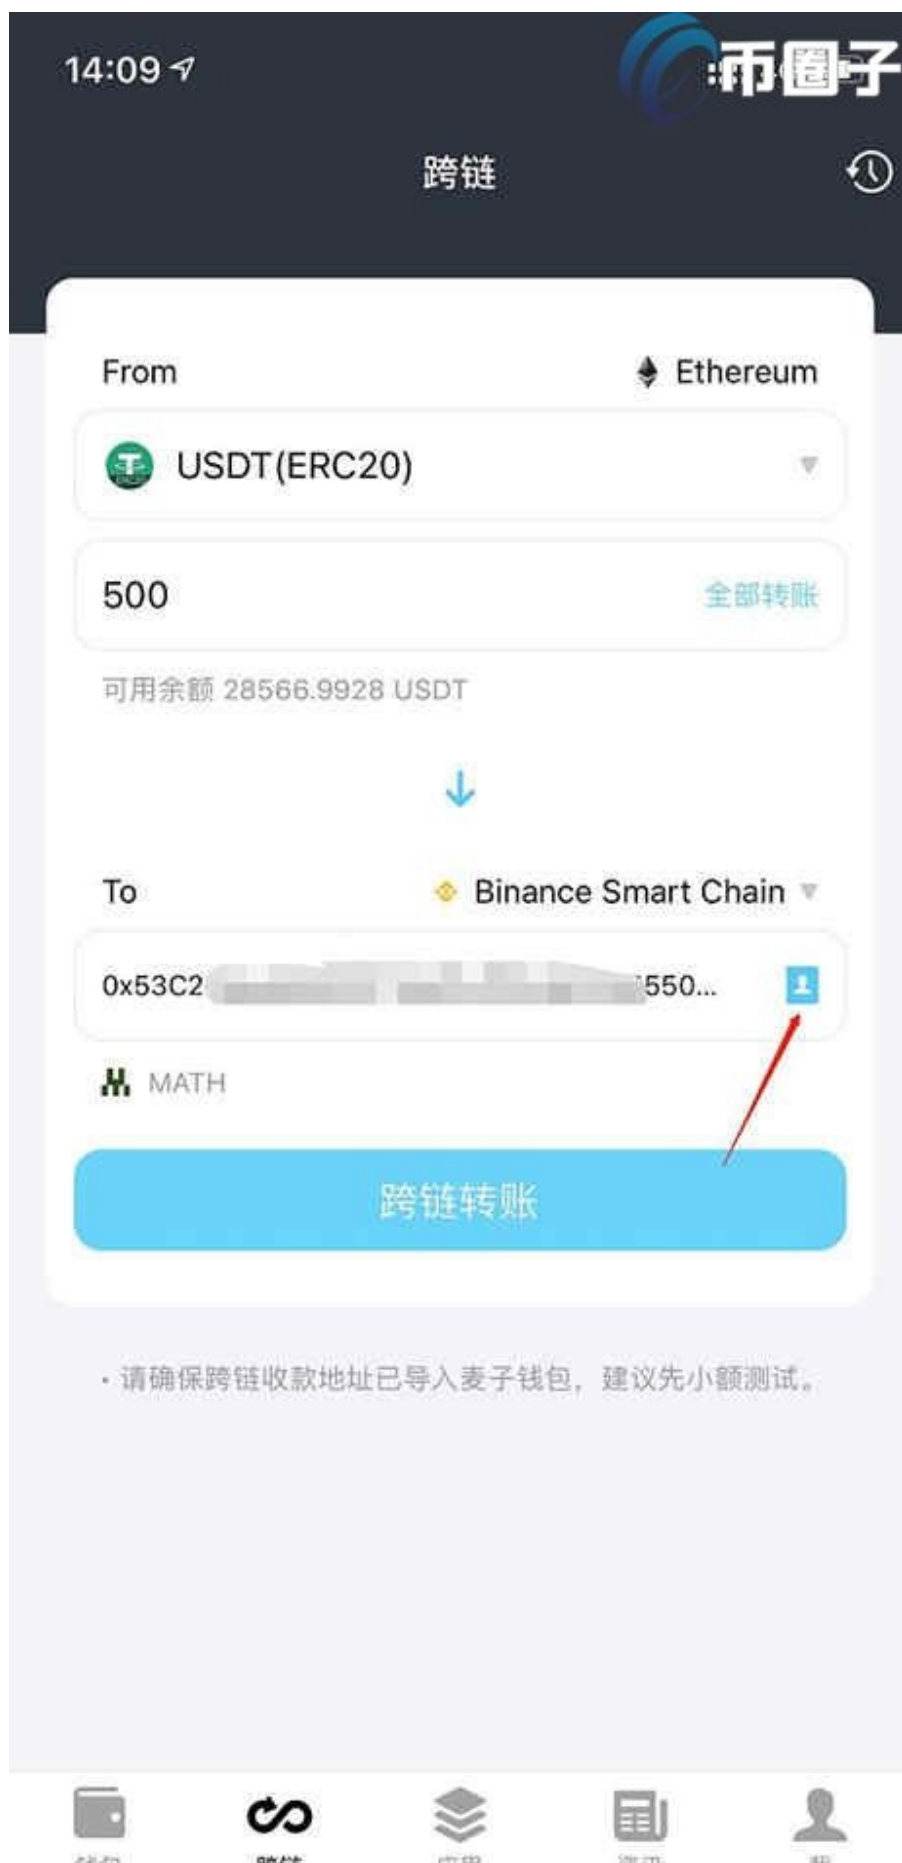 14:09
币圈子
跨链
From
Ethereum
USDT(ERC20)
500
全部转账
可用余额 28566.9928 USDT
To
Binance Smart Chain
0x53C2
550...
MATH
跨链转账
· 请确保跨链收款地址已导入麦子钱包，建议先小额测试。